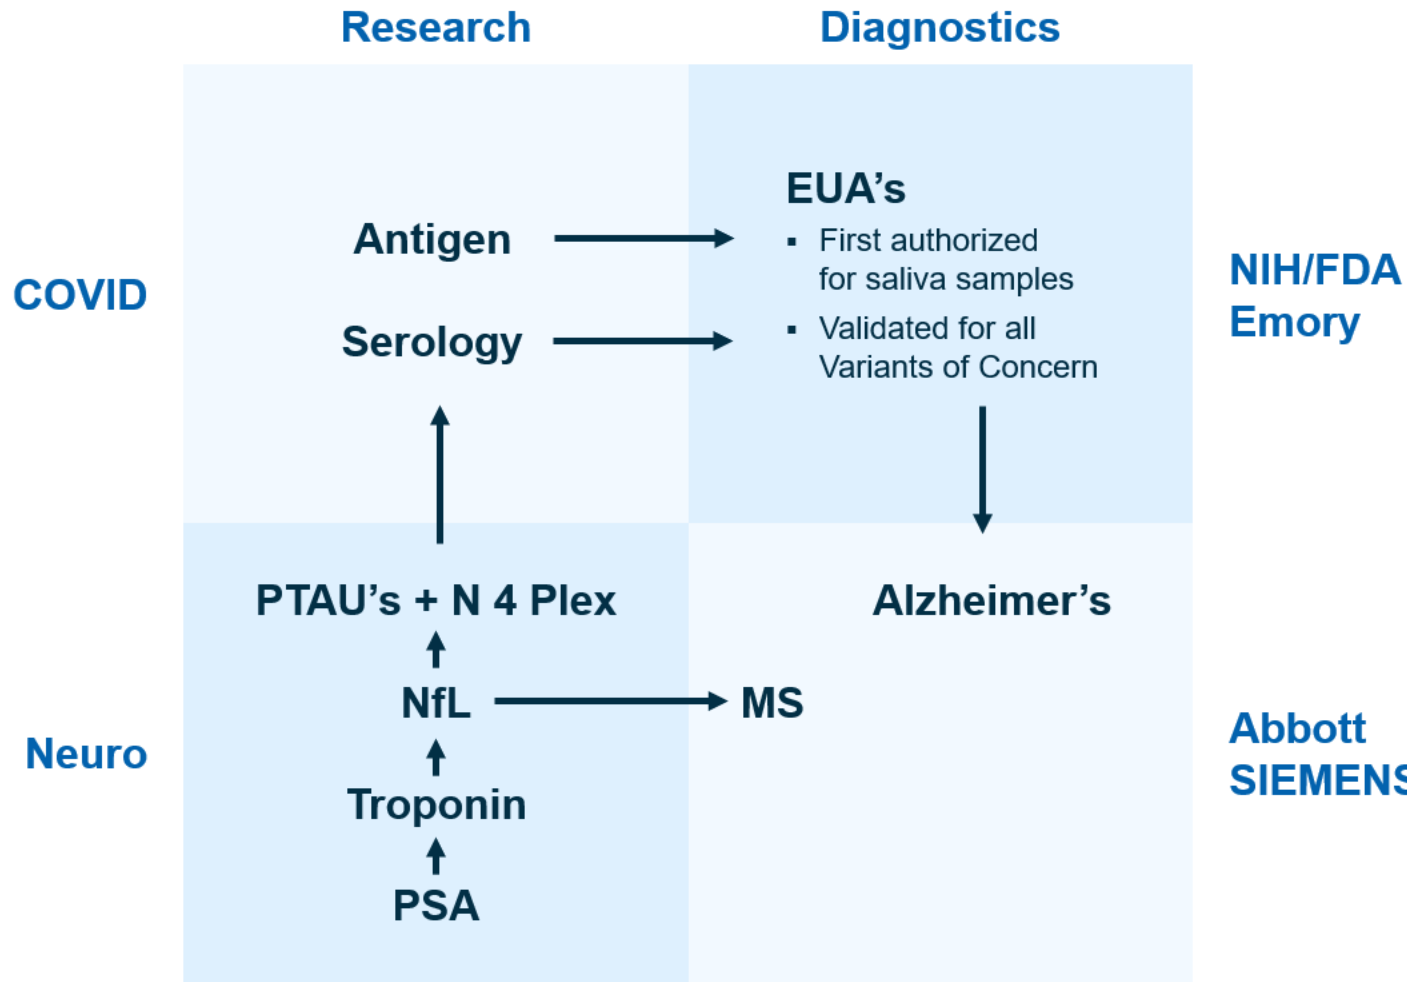 Research
Diagnostics
COVID
Antigen
Serology
EUA’s
▪ First authorized
for saliva samples
▪ Validated for all
Variants of Concern
NIH/FDA
Emory
Neuro
PTAU’s + N 4 Plex
NfL
Troponin
PSA
Alzheimer’s
MS
Abbott
SIEMENS